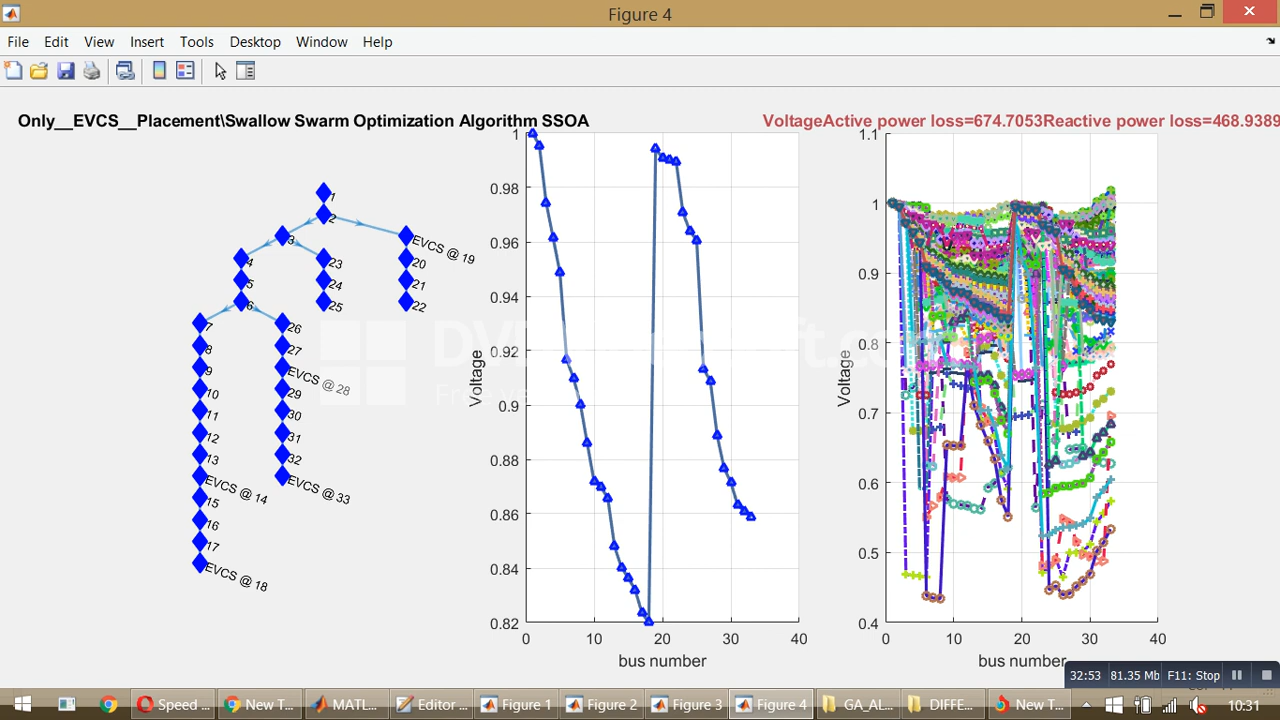 Figure 4
File Edit View Insert Tools Desktop Window Help
Only__EVCS__Placement\Swallow Swarm Optimization Algorithm SSOA
VoltageActive power loss=674.7053Reactive power loss=468.9389
1
2
3
EVCS @ 19
4
23
20
5
24
21
6
25
22
7
26
8
27
9
EVCS @ 28
10
29
11
30
12
31
13
32
EVCS @ 14
EVCS @ 33
15
16
17
EVCS @ 18
1
0.98
0.96
0.94
0.92
0.9
0.88
0.86
0.84
0.82
Voltage
0 10 20 30 40
bus number
1.1
1
0.9
0.8
0.7
0.6
0.5
0.4
Voltage
0 10 20 30 40
bus number
32:53 81.35 Mb F11: Stop
Speed ... New T... MATL... Editor ... Figure 1 Figure 2 Figure 3 Figure 4 GA_AL... DIFFE... New T... 10:31